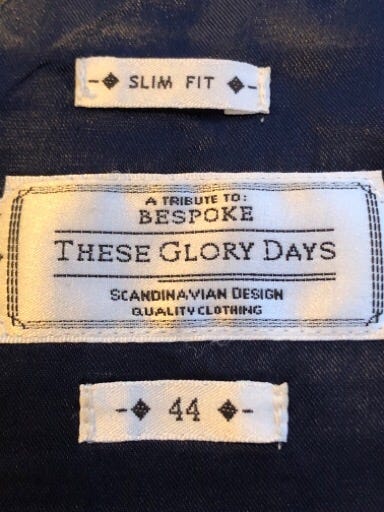 -◆ SLIM FIT ◆-
A TRIBUTE TO:
BESPOKE
THESE GLORY DAYS
SCANDINAVIAN DESIGN
QUALITY CLOTHING
-◆ 44 ◆-